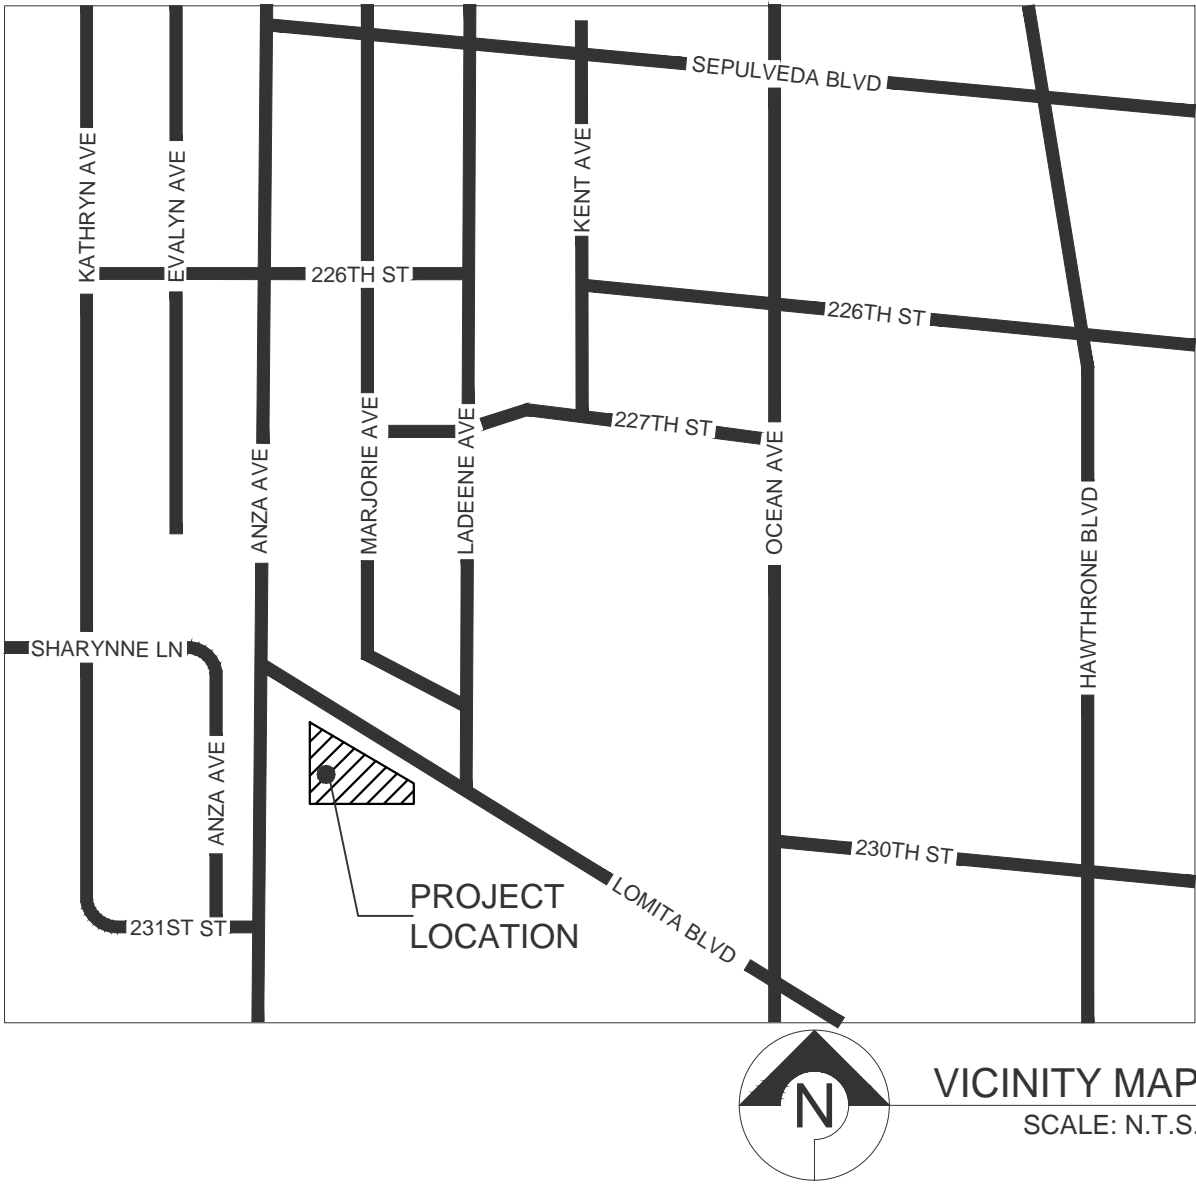 SEPULVEDA BLVD
KATHRYN AVE
EVALYN AVE
KENT AVE
226TH ST
226TH ST
ANZA AVE
MARJORIE AVE
LADEENE AVE
227TH ST
OCEAN AVE
HAWTHRONE BLVD
SHARYNNE LN
ANZA AVE
230TH ST
231ST ST
PROJECT
LOCATION
LOMITA BLVD
N
VICINITY MAP
SCALE: N.T.S.